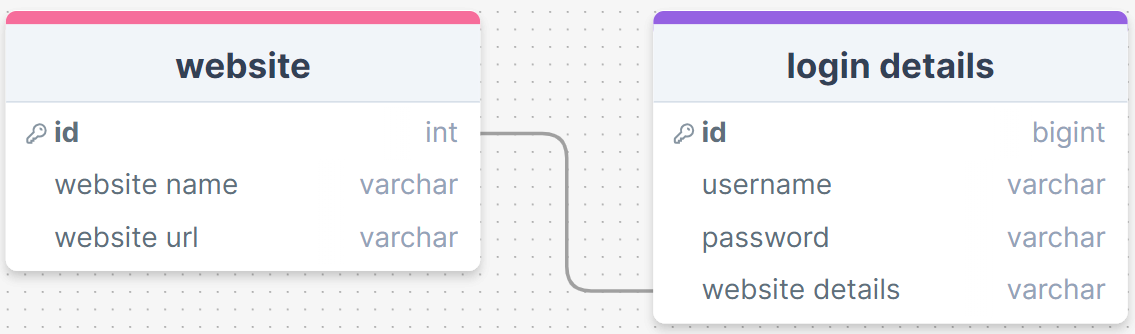 website
id int
website name varchar
website url varchar
login details
id bigint
username varchar
password varchar
website details varchar